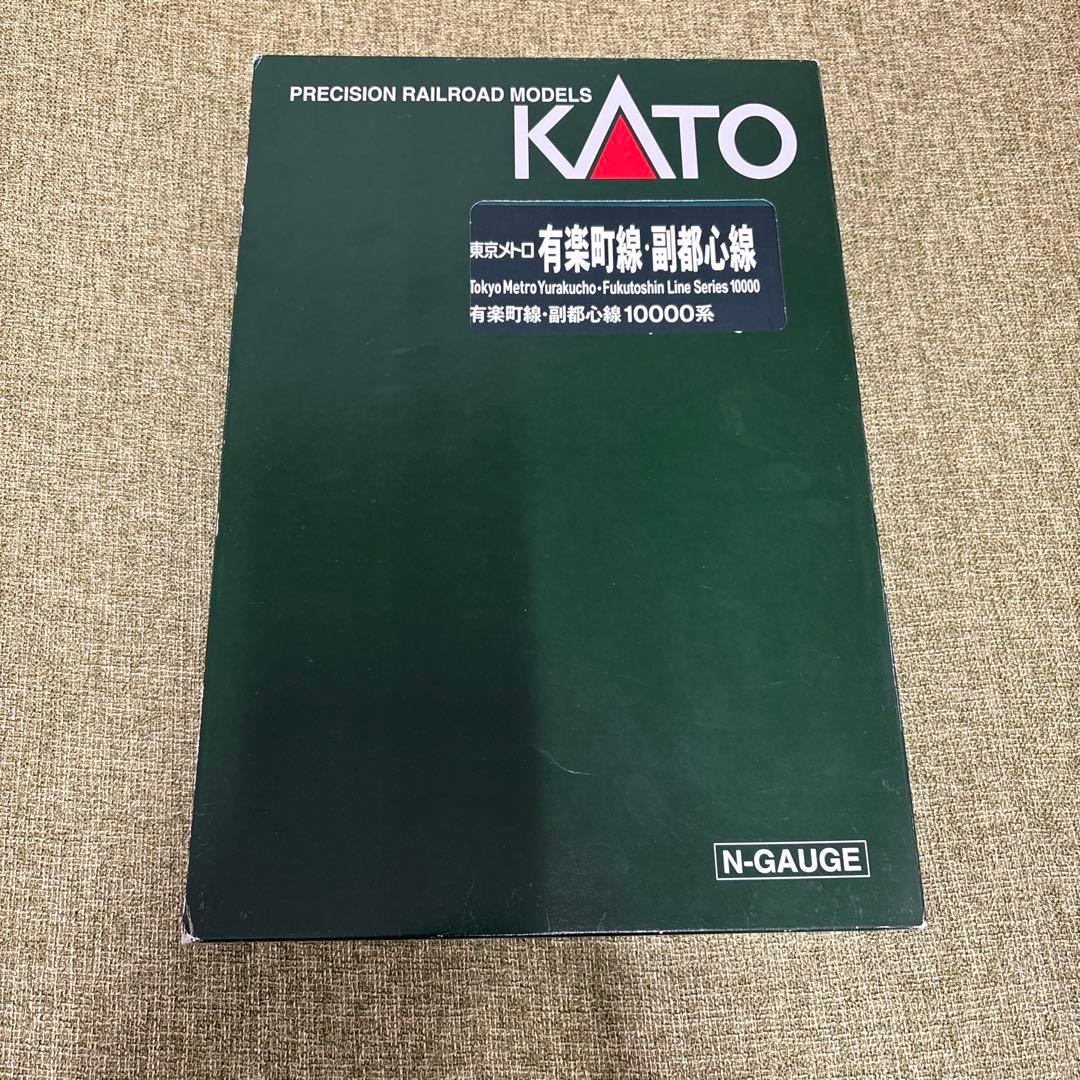 PRECISION RAILROAD MODELS
KATO
東京メトロ 有楽町線・副都心線
Tokyo Metro Yurakucho・Fukutoshin Line Series 10000
有楽町線・副都心線10000系
N-GAUGE